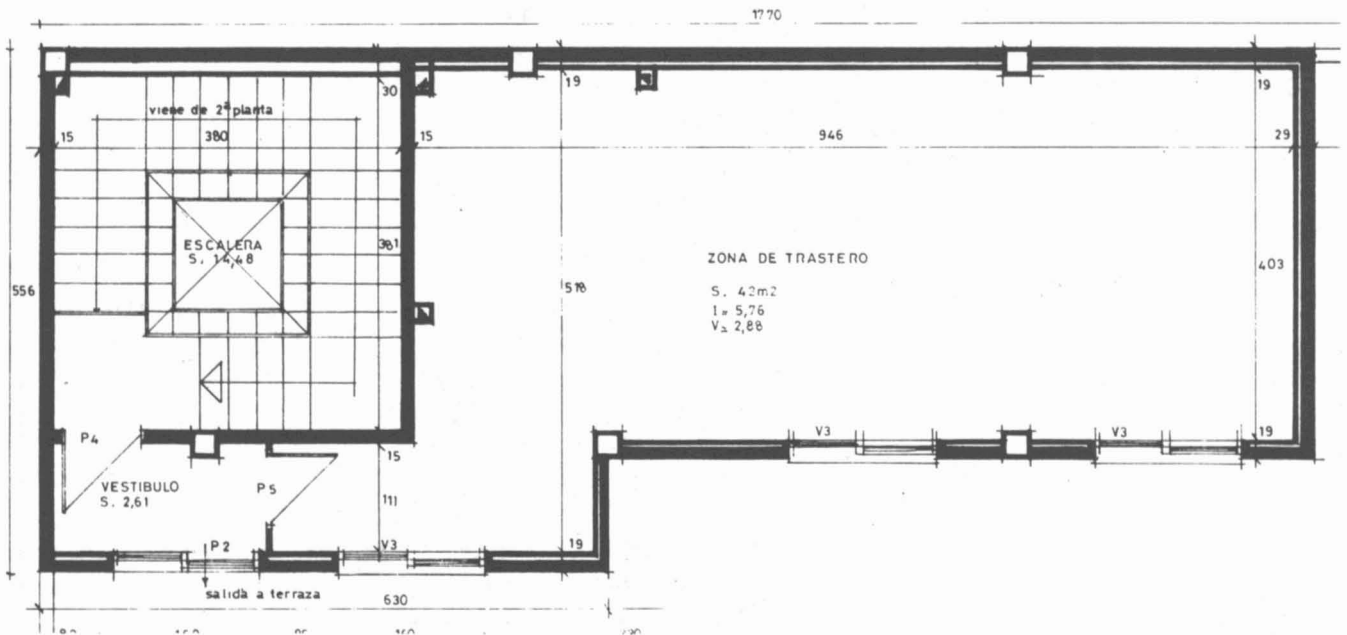 1770
19
19
30
viene de 2ª planta
15
380
15
946
29
ESCALERA
S. 14,48
381
ZONA DE TRASTERO
403
556
518
S. 42m2
I= 5,76
V= 2,88
P4
V3
V3
19
15
VESTIBULO
S. 2,61
P5
111
P2
V3
19
salida a terraza
630